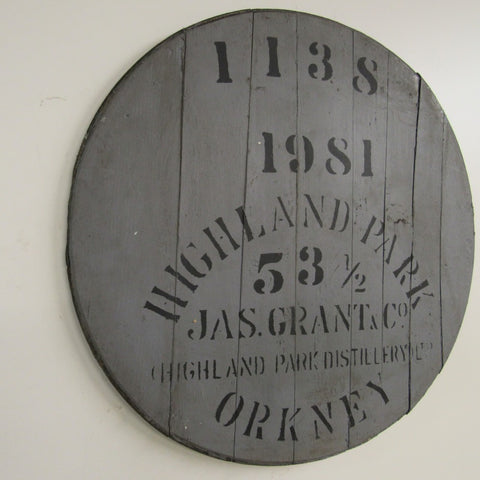 1138
1981
HIGHLAND PARK
53 1/2
JAS. GRANT & Co
(HIGHLAND PARK DISTILLERY) LTD
ORKNEY